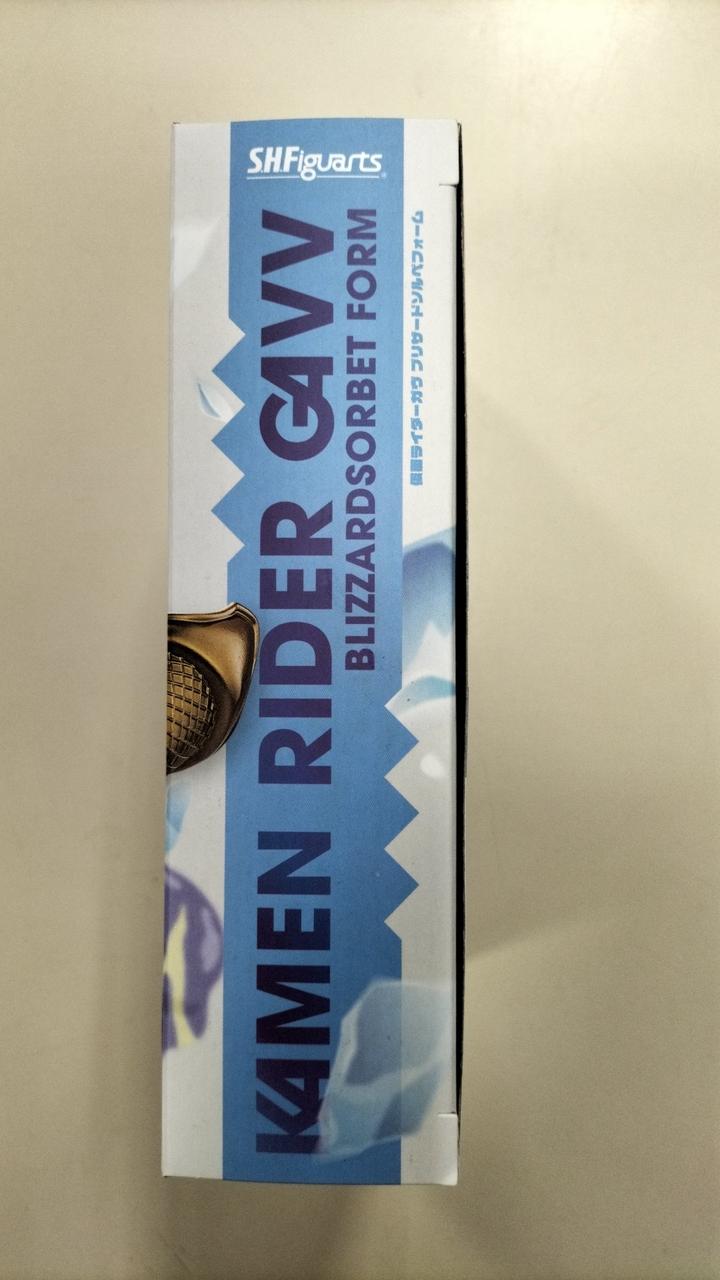 S.H.Figuarts
KAMEN RIDER GAVV
BLIZZARDSORBET FORM
仮面ライダーガヴ ブリザードソルベフォーム